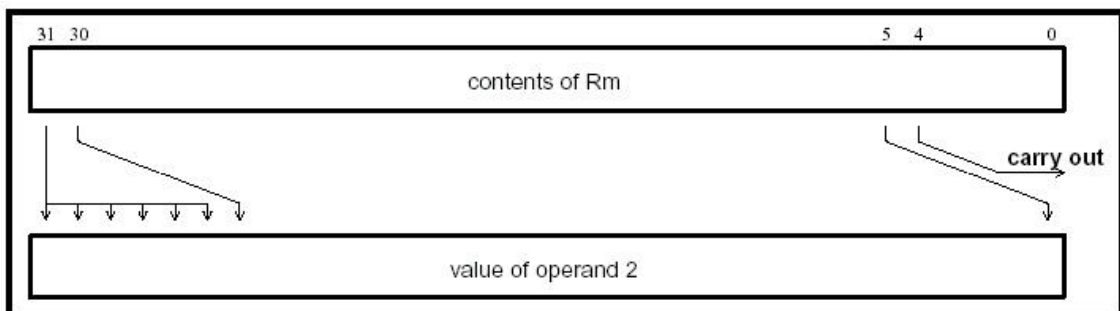 31 30 5 4 0
contents of Rm
carry out
value of operand 2